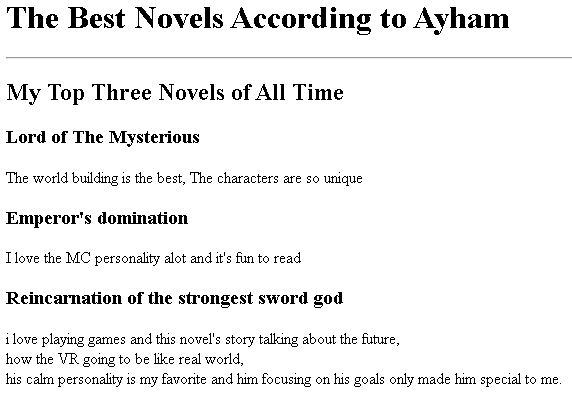 The Best Novels According to Ayham
My Top Three Novels of All Time
Lord of The Mysterious
The world building is the best, The characters are so unique
Emperor's domination
I love the MC personality alot and it's fun to read
Reincarnation of the strongest sword god
i love playing games and this novel's story talking about the future,
how the VR going to be like real world,
his calm personality is my favorite and him focusing on his goals only made him special to me.